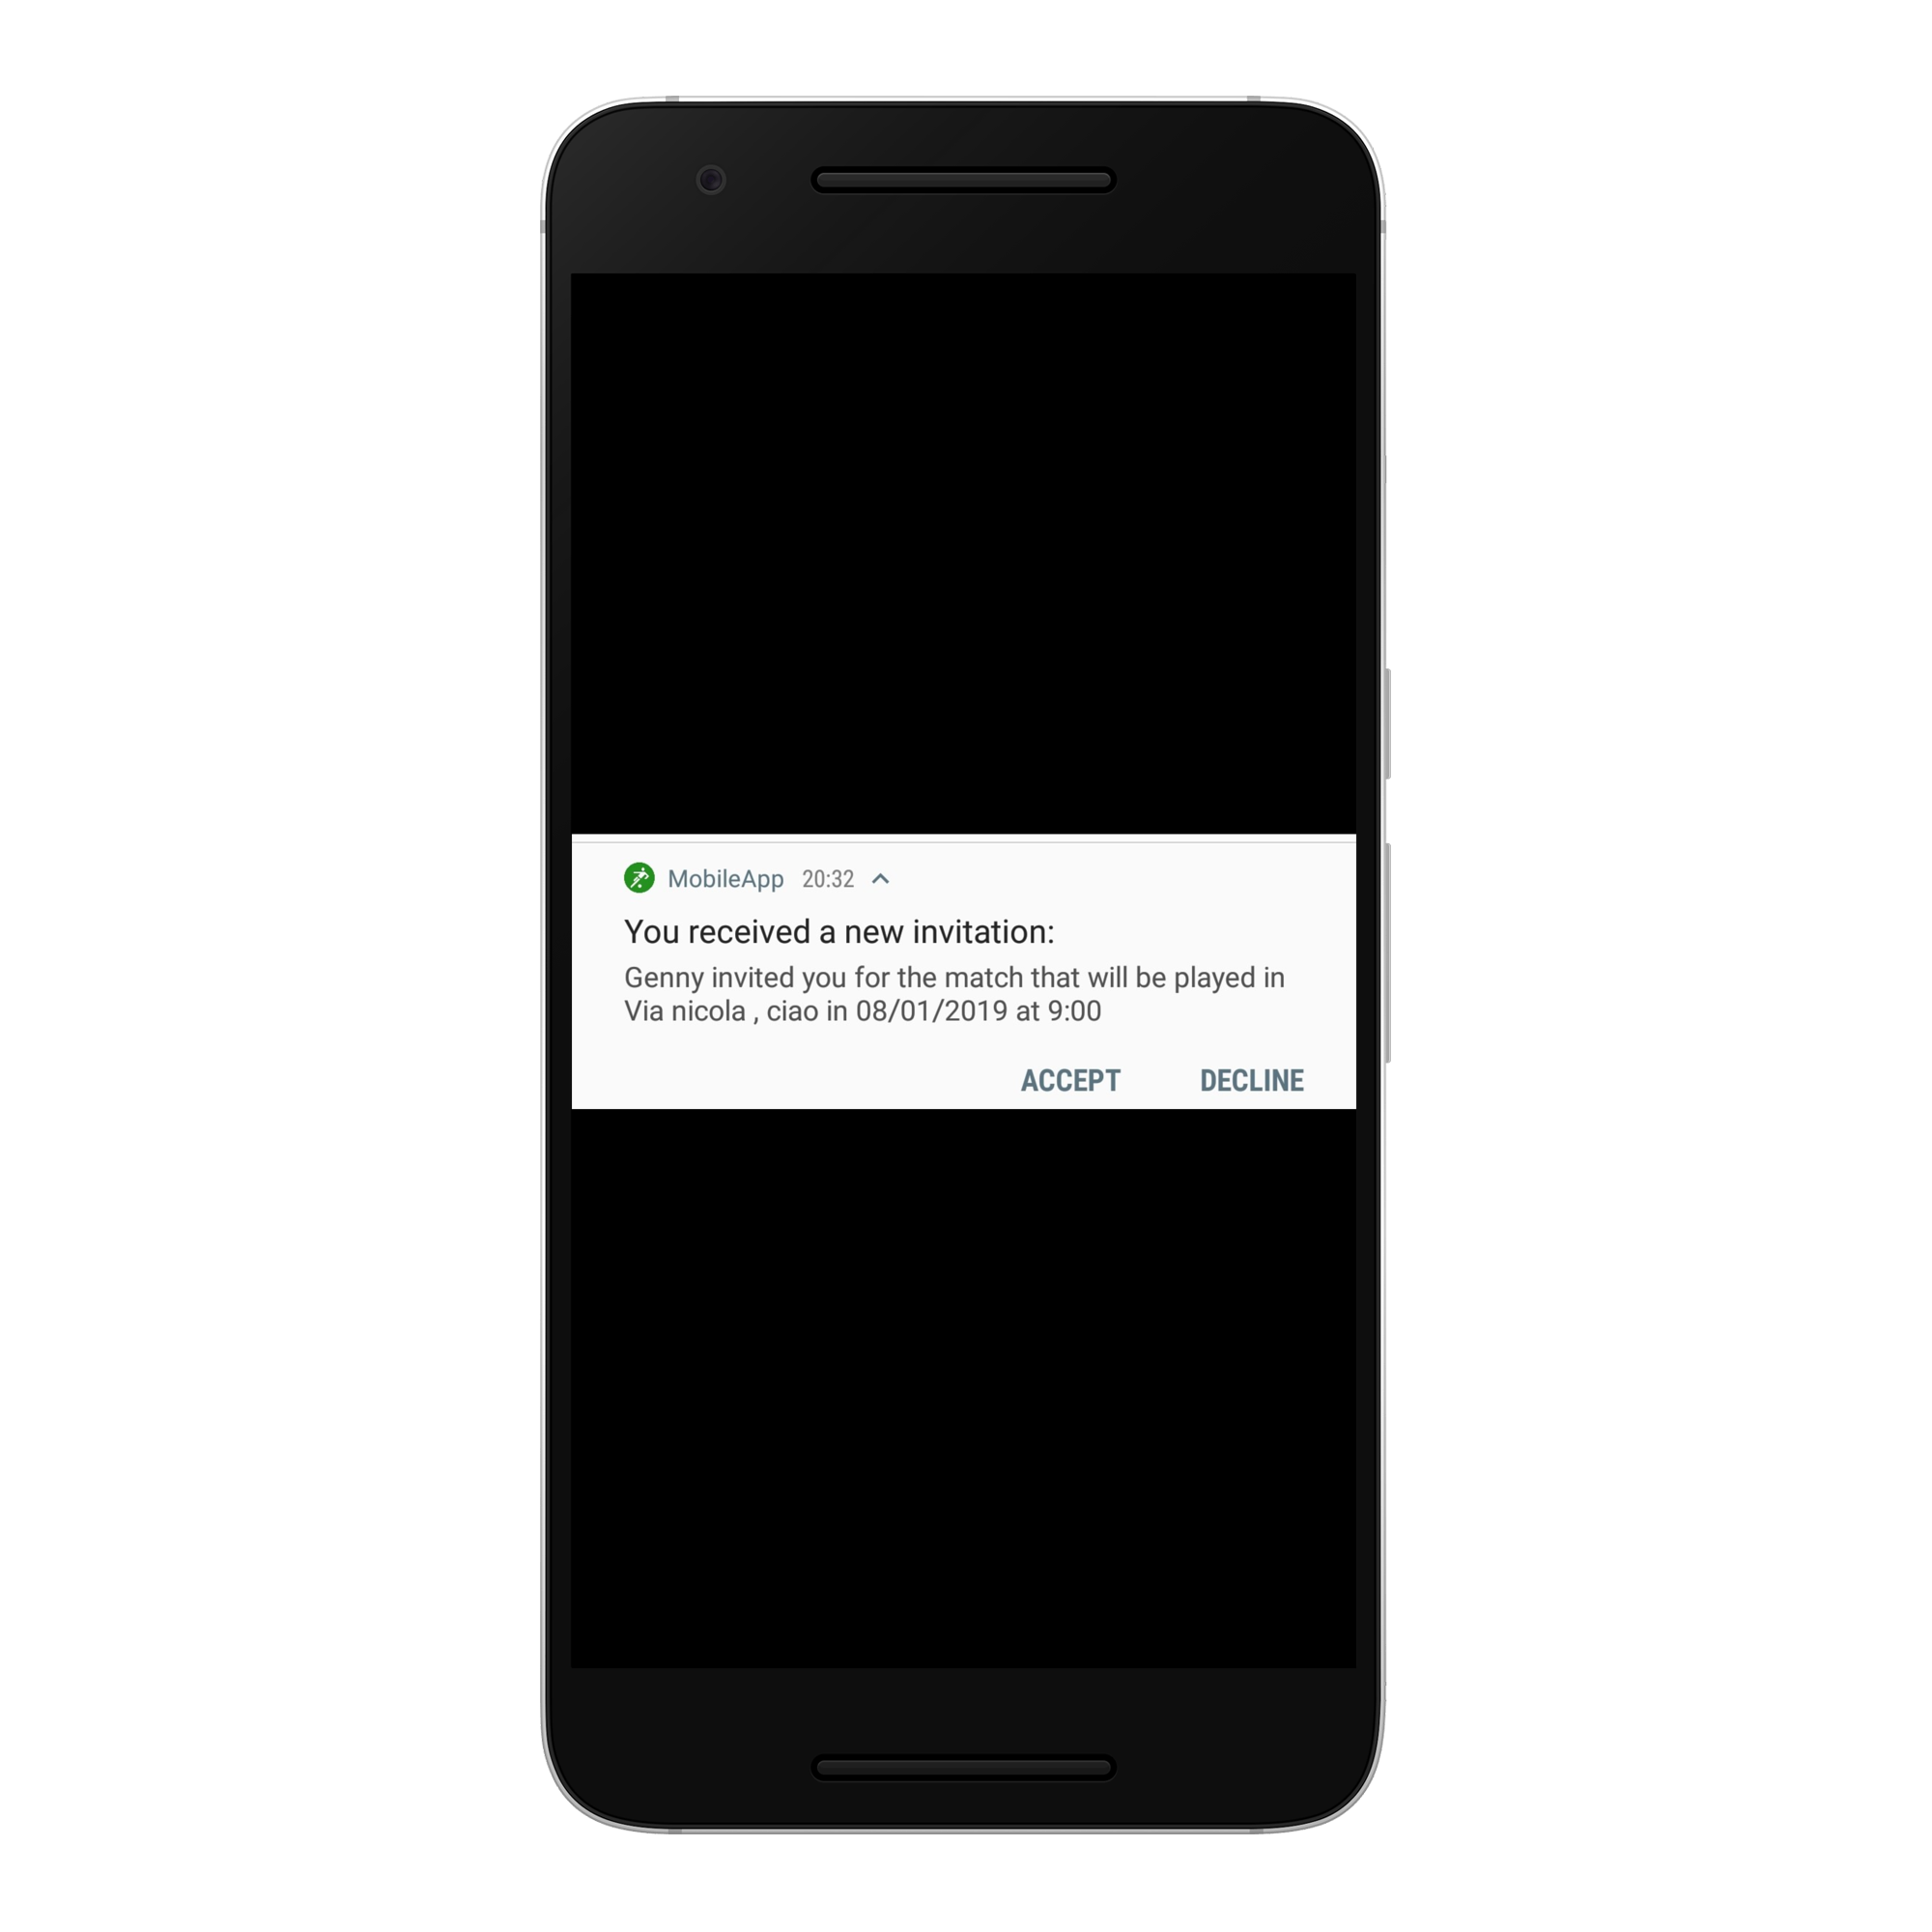 MobileApp 20:32
You received a new invitation:
Genny invited you for the match that will be played in
Via nicola , ciao in 08/01/2019 at 9:00
ACCEPT DECLINE